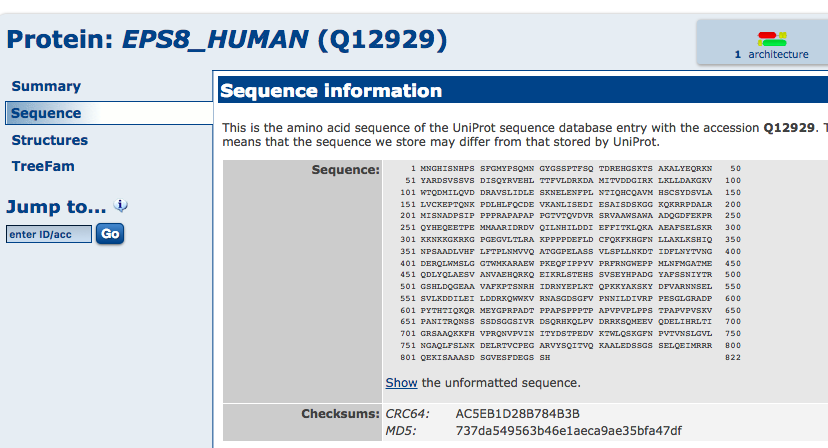 Protein: EPS8_HUMAN (Q12929)
1 architecture
Summary
Sequence
Structures
TreeFam
Jump to... i
enter ID/acc Go
Sequence information
This is the amino acid sequence of the UniProt sequence database entry with the accession Q12929. T
means that the sequence we store may differ from that stored by UniProt.
Sequence:
1 MNGHISNHPS SFGMYPSQMN GYGSSPTFSQ TDREHGSKTS AKALYEQRKN 50
51 YARDSVSSVS DISQYRVEHL TTFVLDRKDA MITVDDGIRK LKLLDAKGKV 100
101 WTQDMILQVD DRAVSLIDLE SKNELENFPL NTIQHCQAVM HSCSYDSVLA 150
151 LVCKEPTQNK PDLHLFQCDE VKANLISEDI ESAISDSKGG KQKRRPDALR 200
201 MISNADPSIP PPPRAPAPAP PGTVTQVDVR SRVAAWSAWA ADQGDFEKPR 250
251 QYHEQEETPE MMAARIDRDV QILNHILDDI EFFITKLQKA AEAFSELSKR 300
301 KKNKKGKRKG PGEGVLTLRA KPPPPDEFLD CFQKFKHGFN LLAKLKSHIQ 350
351 NPSAADLVHF LFTPLNMVVQ ATGGPELASS VLSPLLNKDT IDFLNYTVNG 400
401 DERQLWMSLG GTWMKARAEW PKEQFIPPYV PRFRNGWEPP MLNFMGATME 450
451 QDLYQLAESV ANVAEHQRKQ EIKRLSTEHS SVSEYHPADG YAFSSNIYTR 500
501 GSHLDQGEAA VAFKPTSNRH IDRNYEPLKT QPKKYAKSKY DFVARNNSEL 550
551 SVLKDDILEI LDDRKQWWKV RNASGDSGFV PNNILDIVRP PESGLGRADP 600
601 PYTHTIQKQR MEYGPRPADT PPAPSPPPTP APVPVPLPPS TPAPVPVSKV 650
651 PANITRQNSS SSDSGGSIVR DSQRHKQLPV DRRKSQMEEV QDELIHRLTI 700
701 GRSAAQKKFH VPRQNVPVIN ITYDSTPEDV KTWLQSKGFN PVTVNSLGVL 750
751 NGAQLFSLNK DELRTVCPEG ARVYSQITVQ KAALEDSSGS SELQEIMRRR 800
801 QEKISAAASD SGVESFDEGS SH 822
Show the unformatted sequence.
Checksums: CRC64: AC5EB1D28B784B3B
MD5: 737da549563b46e1aeca9ae35bfa47df